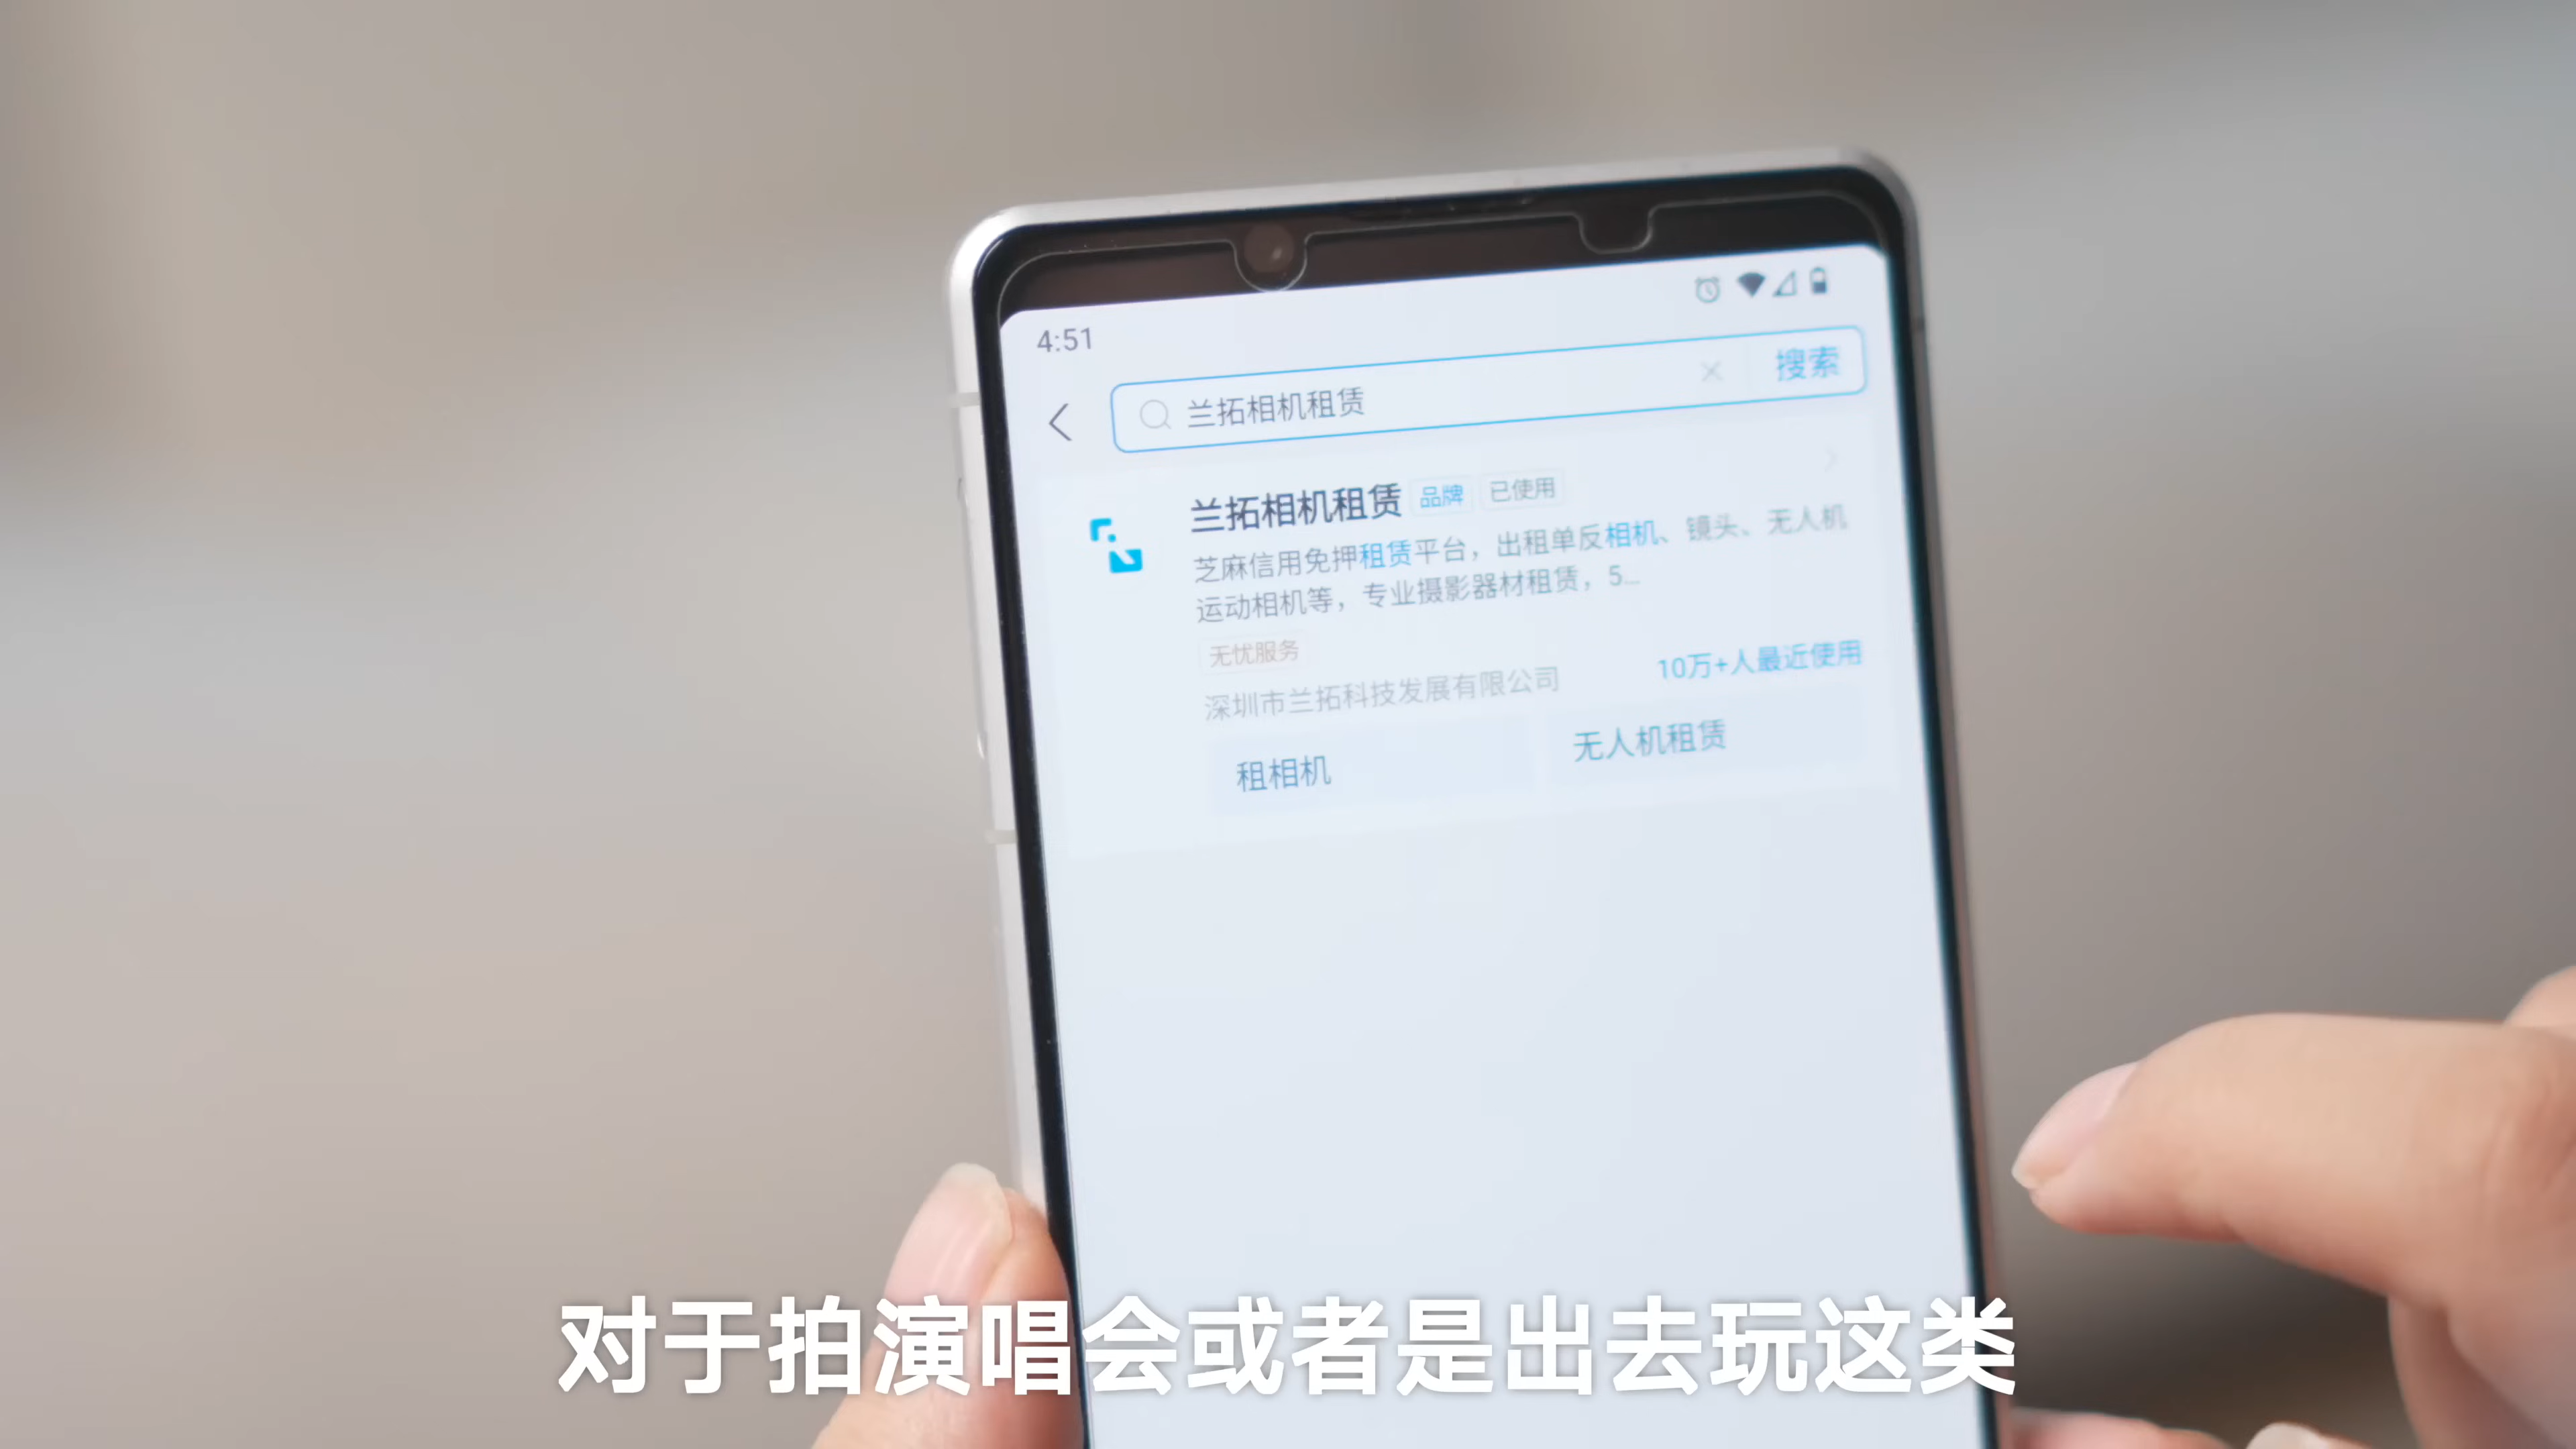 4:51
兰拓相机租赁
搜索
兰拓相机租赁 品牌 已使用
芝麻信用免押租赁平台，出租单反相机、镜头、无人机
运动相机等，专业摄影器材租赁，5...
无忧服务
深圳市兰拓科技发展有限公司 10万+人最近使用
租相机 无人机租赁
对于拍演唱会或者是出去玩这类